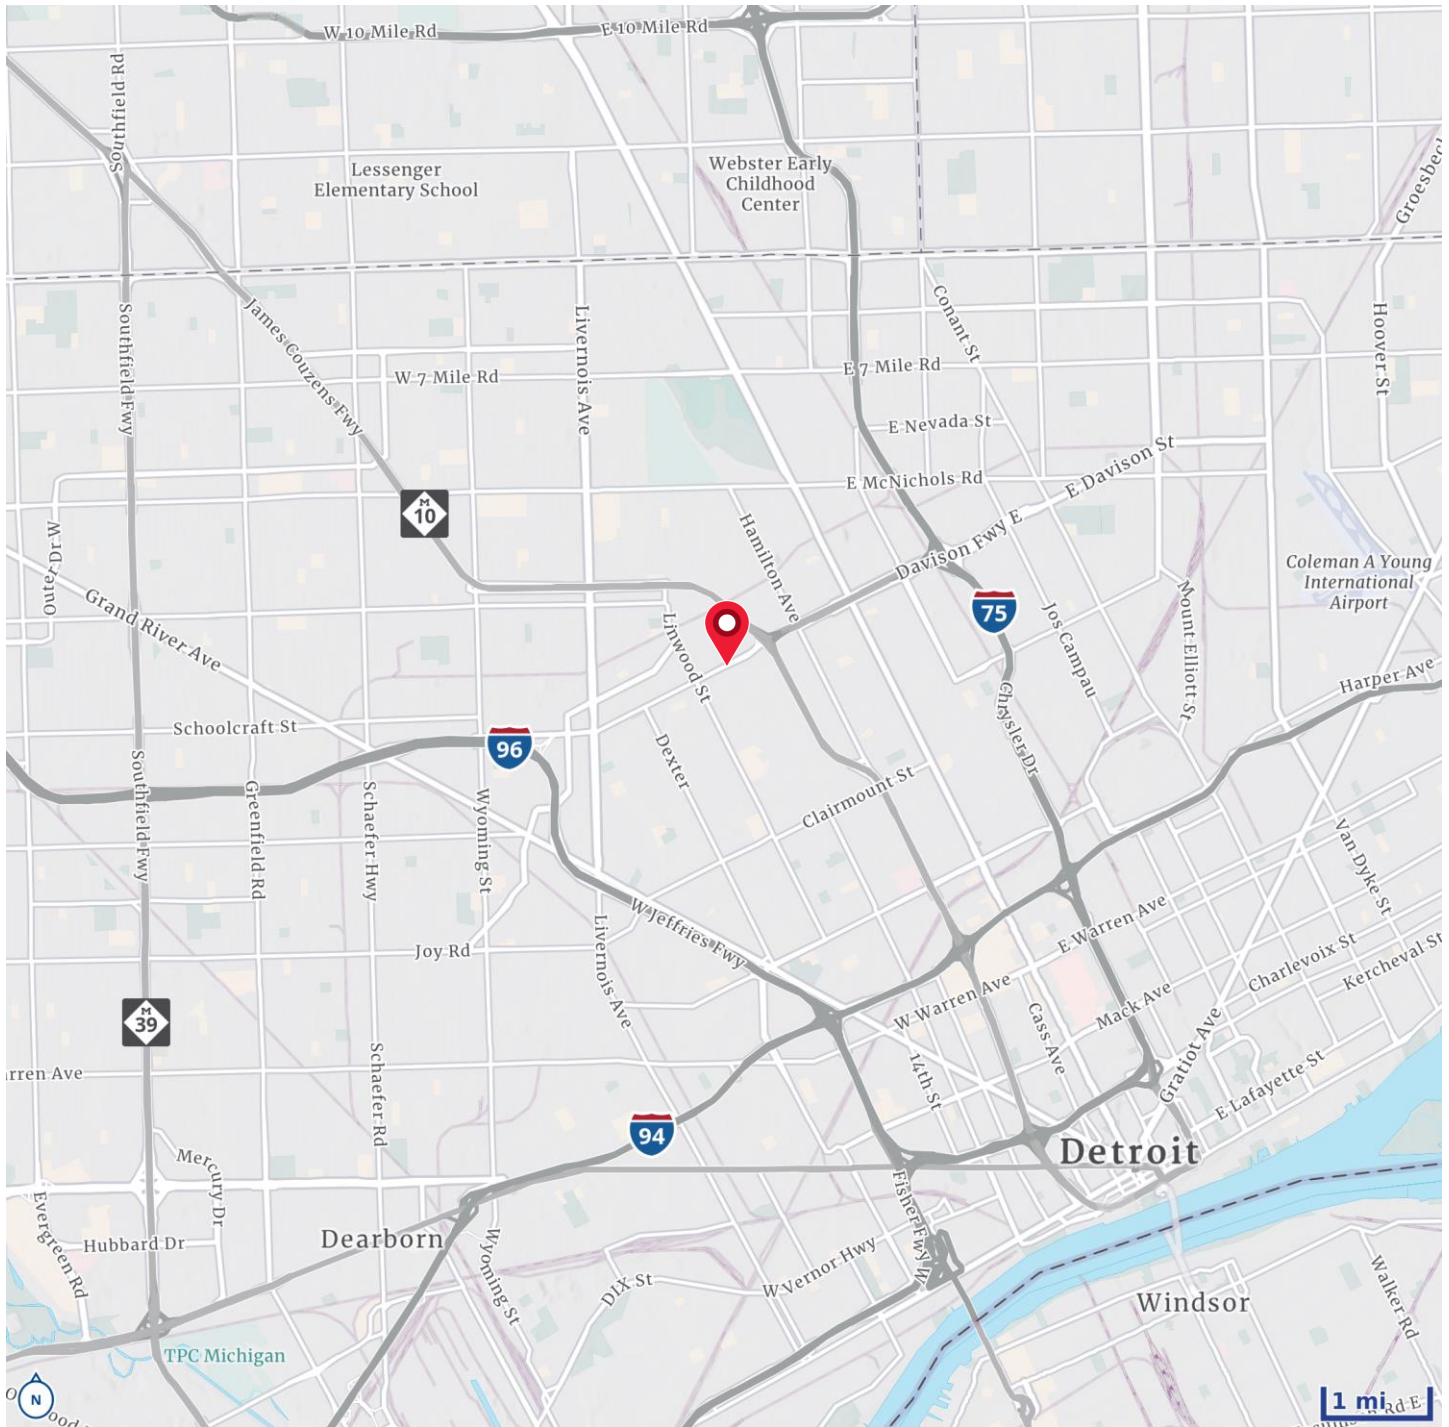 W 10 Mile Rd
E 10 Mile Rd
Southfield Rd
Lessenger
Elementary School
Webster Early
Childhood
Center
Groesbeck
Southfield Fwy
James Couzens Fwy
Livernois Ave
Conant St
Hoover St
W 7 Mile Rd
E 7 Mile Rd
E Nevada St
E McNichols Rd
E Davison St
M
10
Outer Dr W
Hamilton Ave
Davison Fwy E
Coleman A Young
International
Airport
Grand River Ave
Linwood St
75
Jos Campau
Mount Elliott St
Harper Ave
Schoolcraft St
96
Dexter
Chrysler Dr
Southfield Fwy
Greenfield Rd
Schaefer Hwy
Wyoming St
Clairmount St
Van Dyke St
Joy Rd
Livernois Ave
W Jeffries Fwy
E Warren Ave
Charlevoix St
Kercheval St
M
39
W Warren Ave
Cass Ave
Mack Ave
14th St
Gratiot Ave
E Lafayette St
rren Ave
Schaefer Rd
94
Detroit
Mercury Dr
Evergreen Rd
Hubbard Dr
Dearborn
Wyoming St
DIX St
W Vernor Hwy
Fisher Fwy W
Windsor
Walker Rd
TPC Michigan
N
1 mi
Rd E